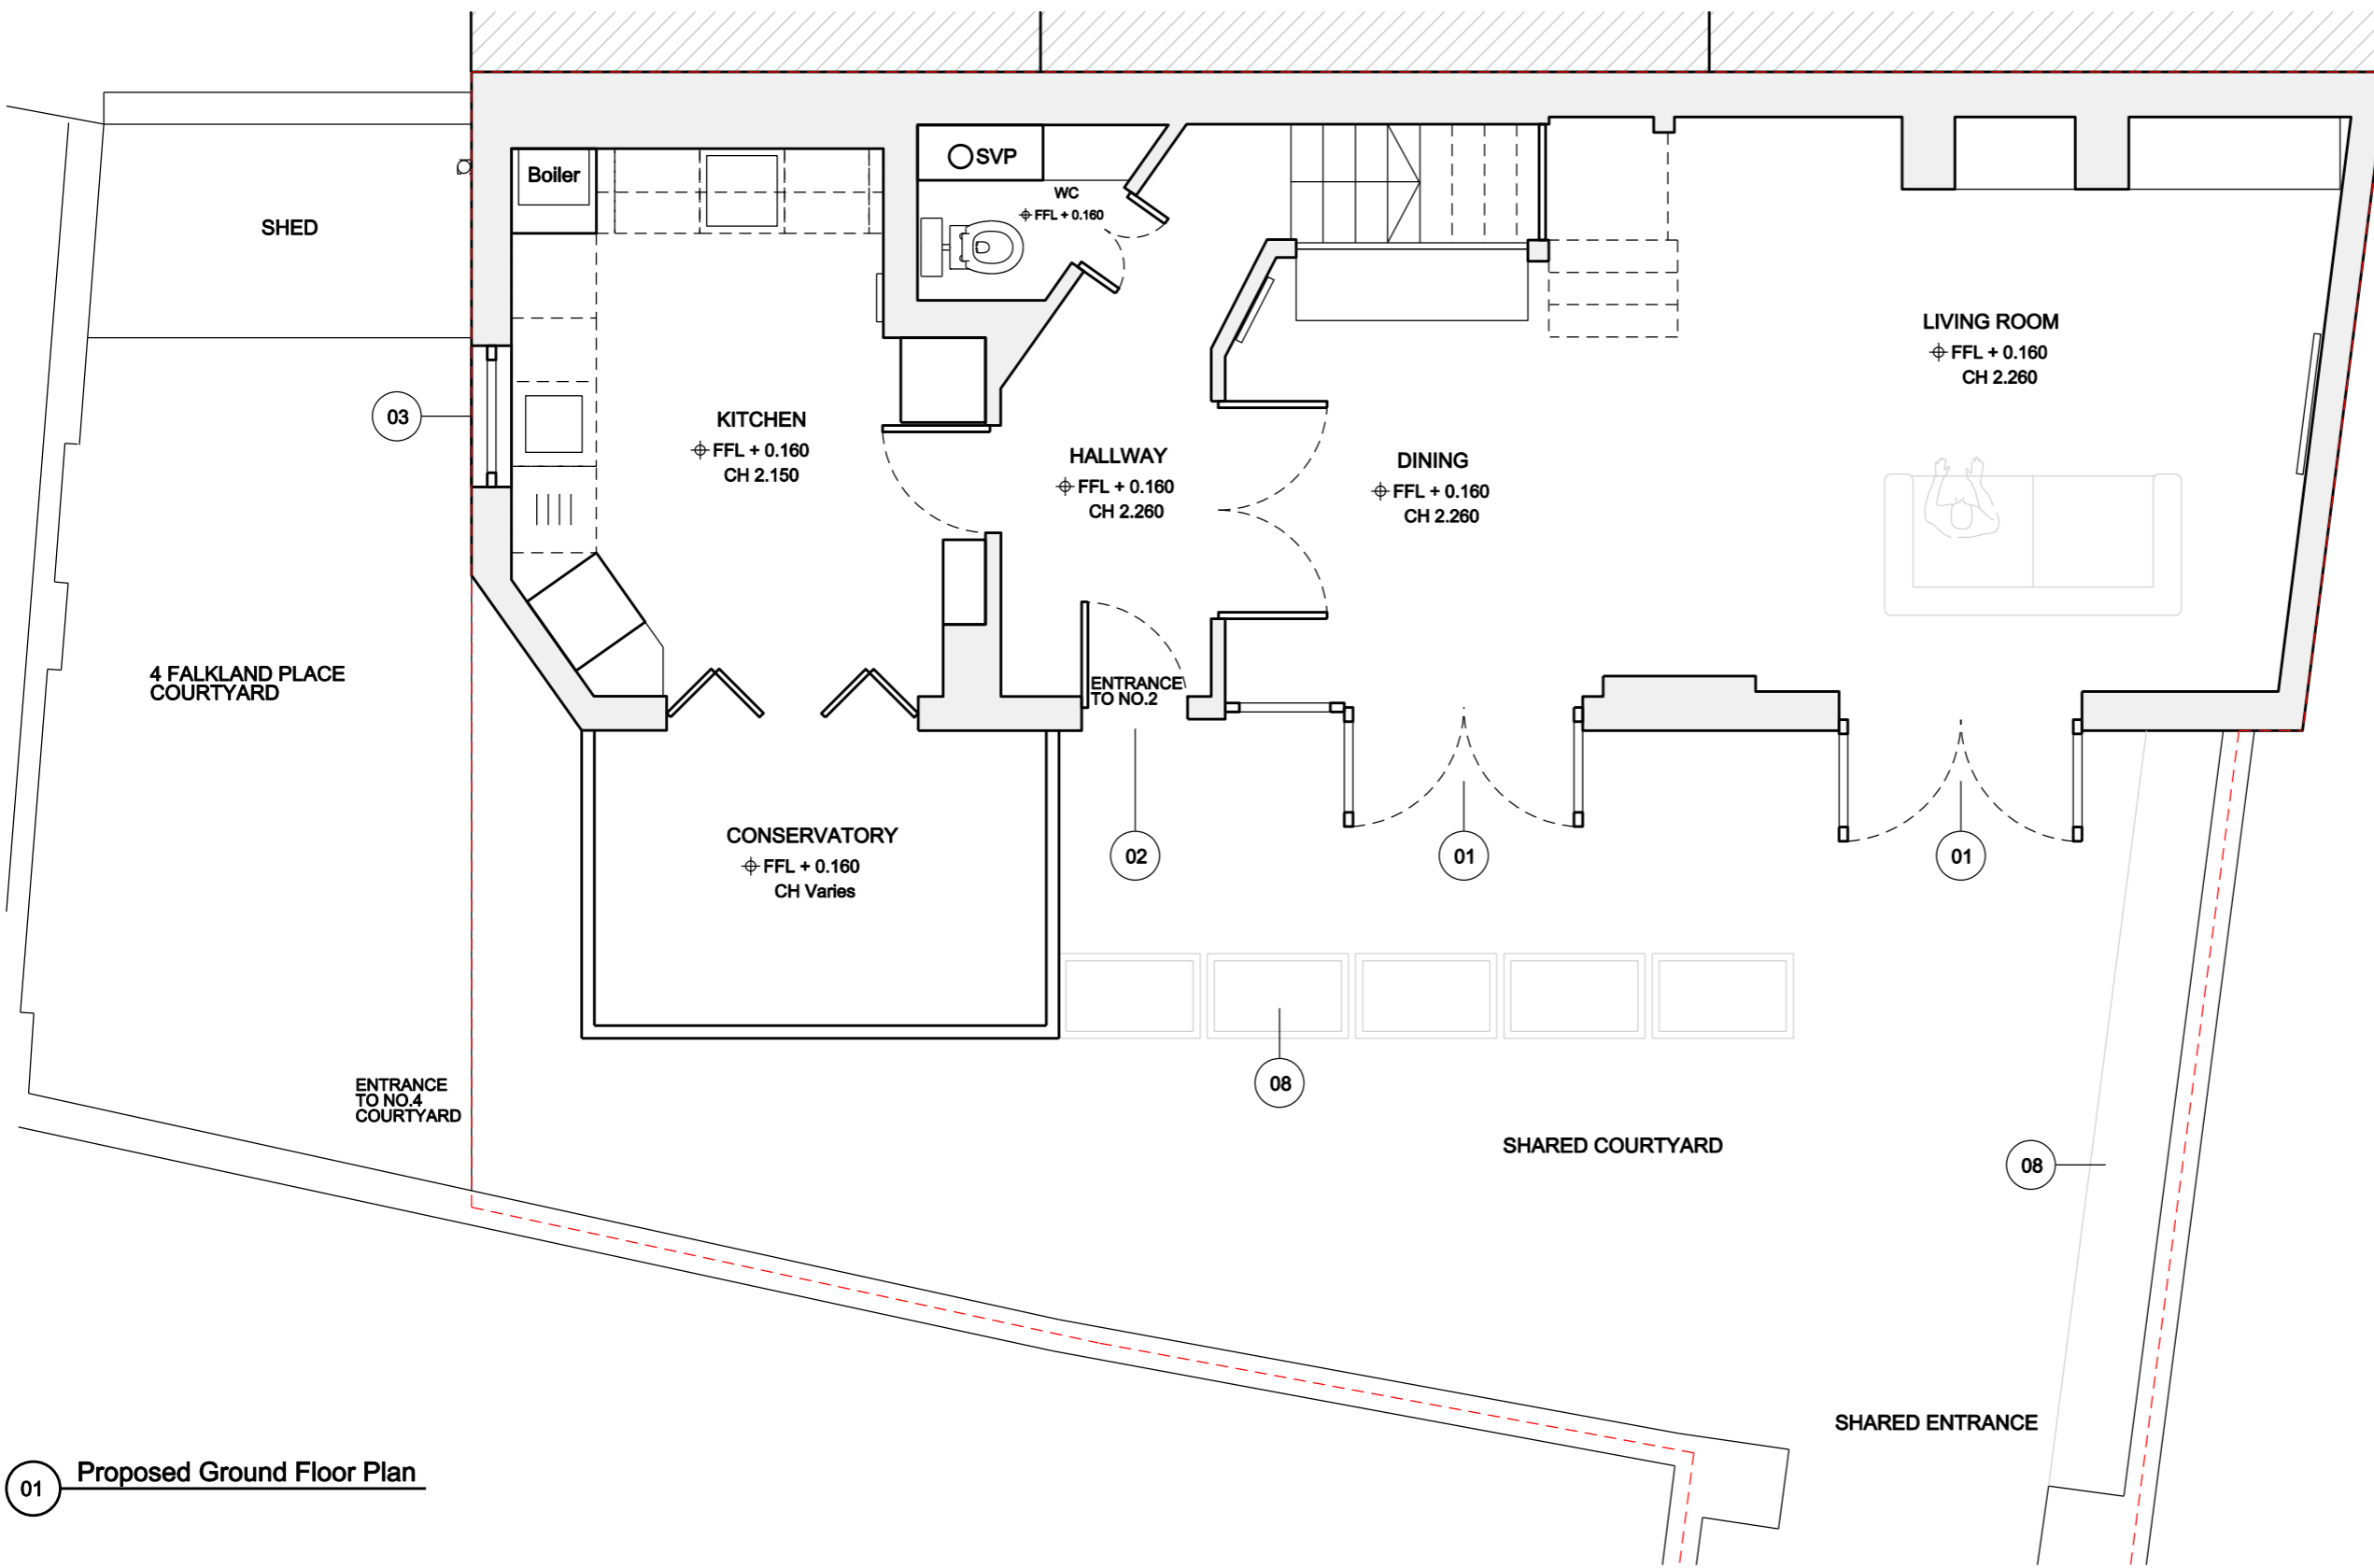 SVP
Boiler
WC
FFL + 0.160
SHED
LIVING ROOM
FFL + 0.160
CH 2.260
03
KITCHEN
FFL + 0.160
CH 2.150
HALLWAY
FFL + 0.160
CH 2.260
DINING
FFL + 0.160
CH 2.260
4 FALKLAND PLACE
COURTYARD
ENTRANCE
TO NO.2
CONSERVATORY
FFL + 0.160
CH Varies
02
01
01
08
ENTRANCE
TO NO.4
COURTYARD
SHARED COURTYARD
08
SHARED ENTRANCE
01
Proposed Ground Floor Plan